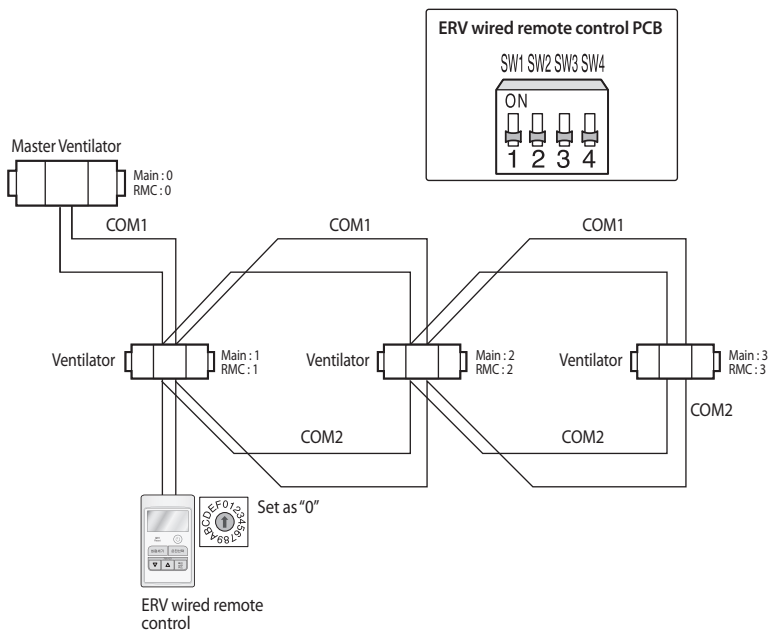 ERV wired remote control PCB
SW1 SW2 SW3 SW4
ON
1 2 3 4
Master Ventilator
Main : 0
RMC : 0
COM1
COM1
COM1
Ventilator
Main : 1
RMC : 1
Ventilator
Main : 2
RMC : 2
Ventilator
Main : 3
RMC : 3
COM2
COM2
COM2
Set as "0"
0123456789ABCDEF
ERV wired remote
control